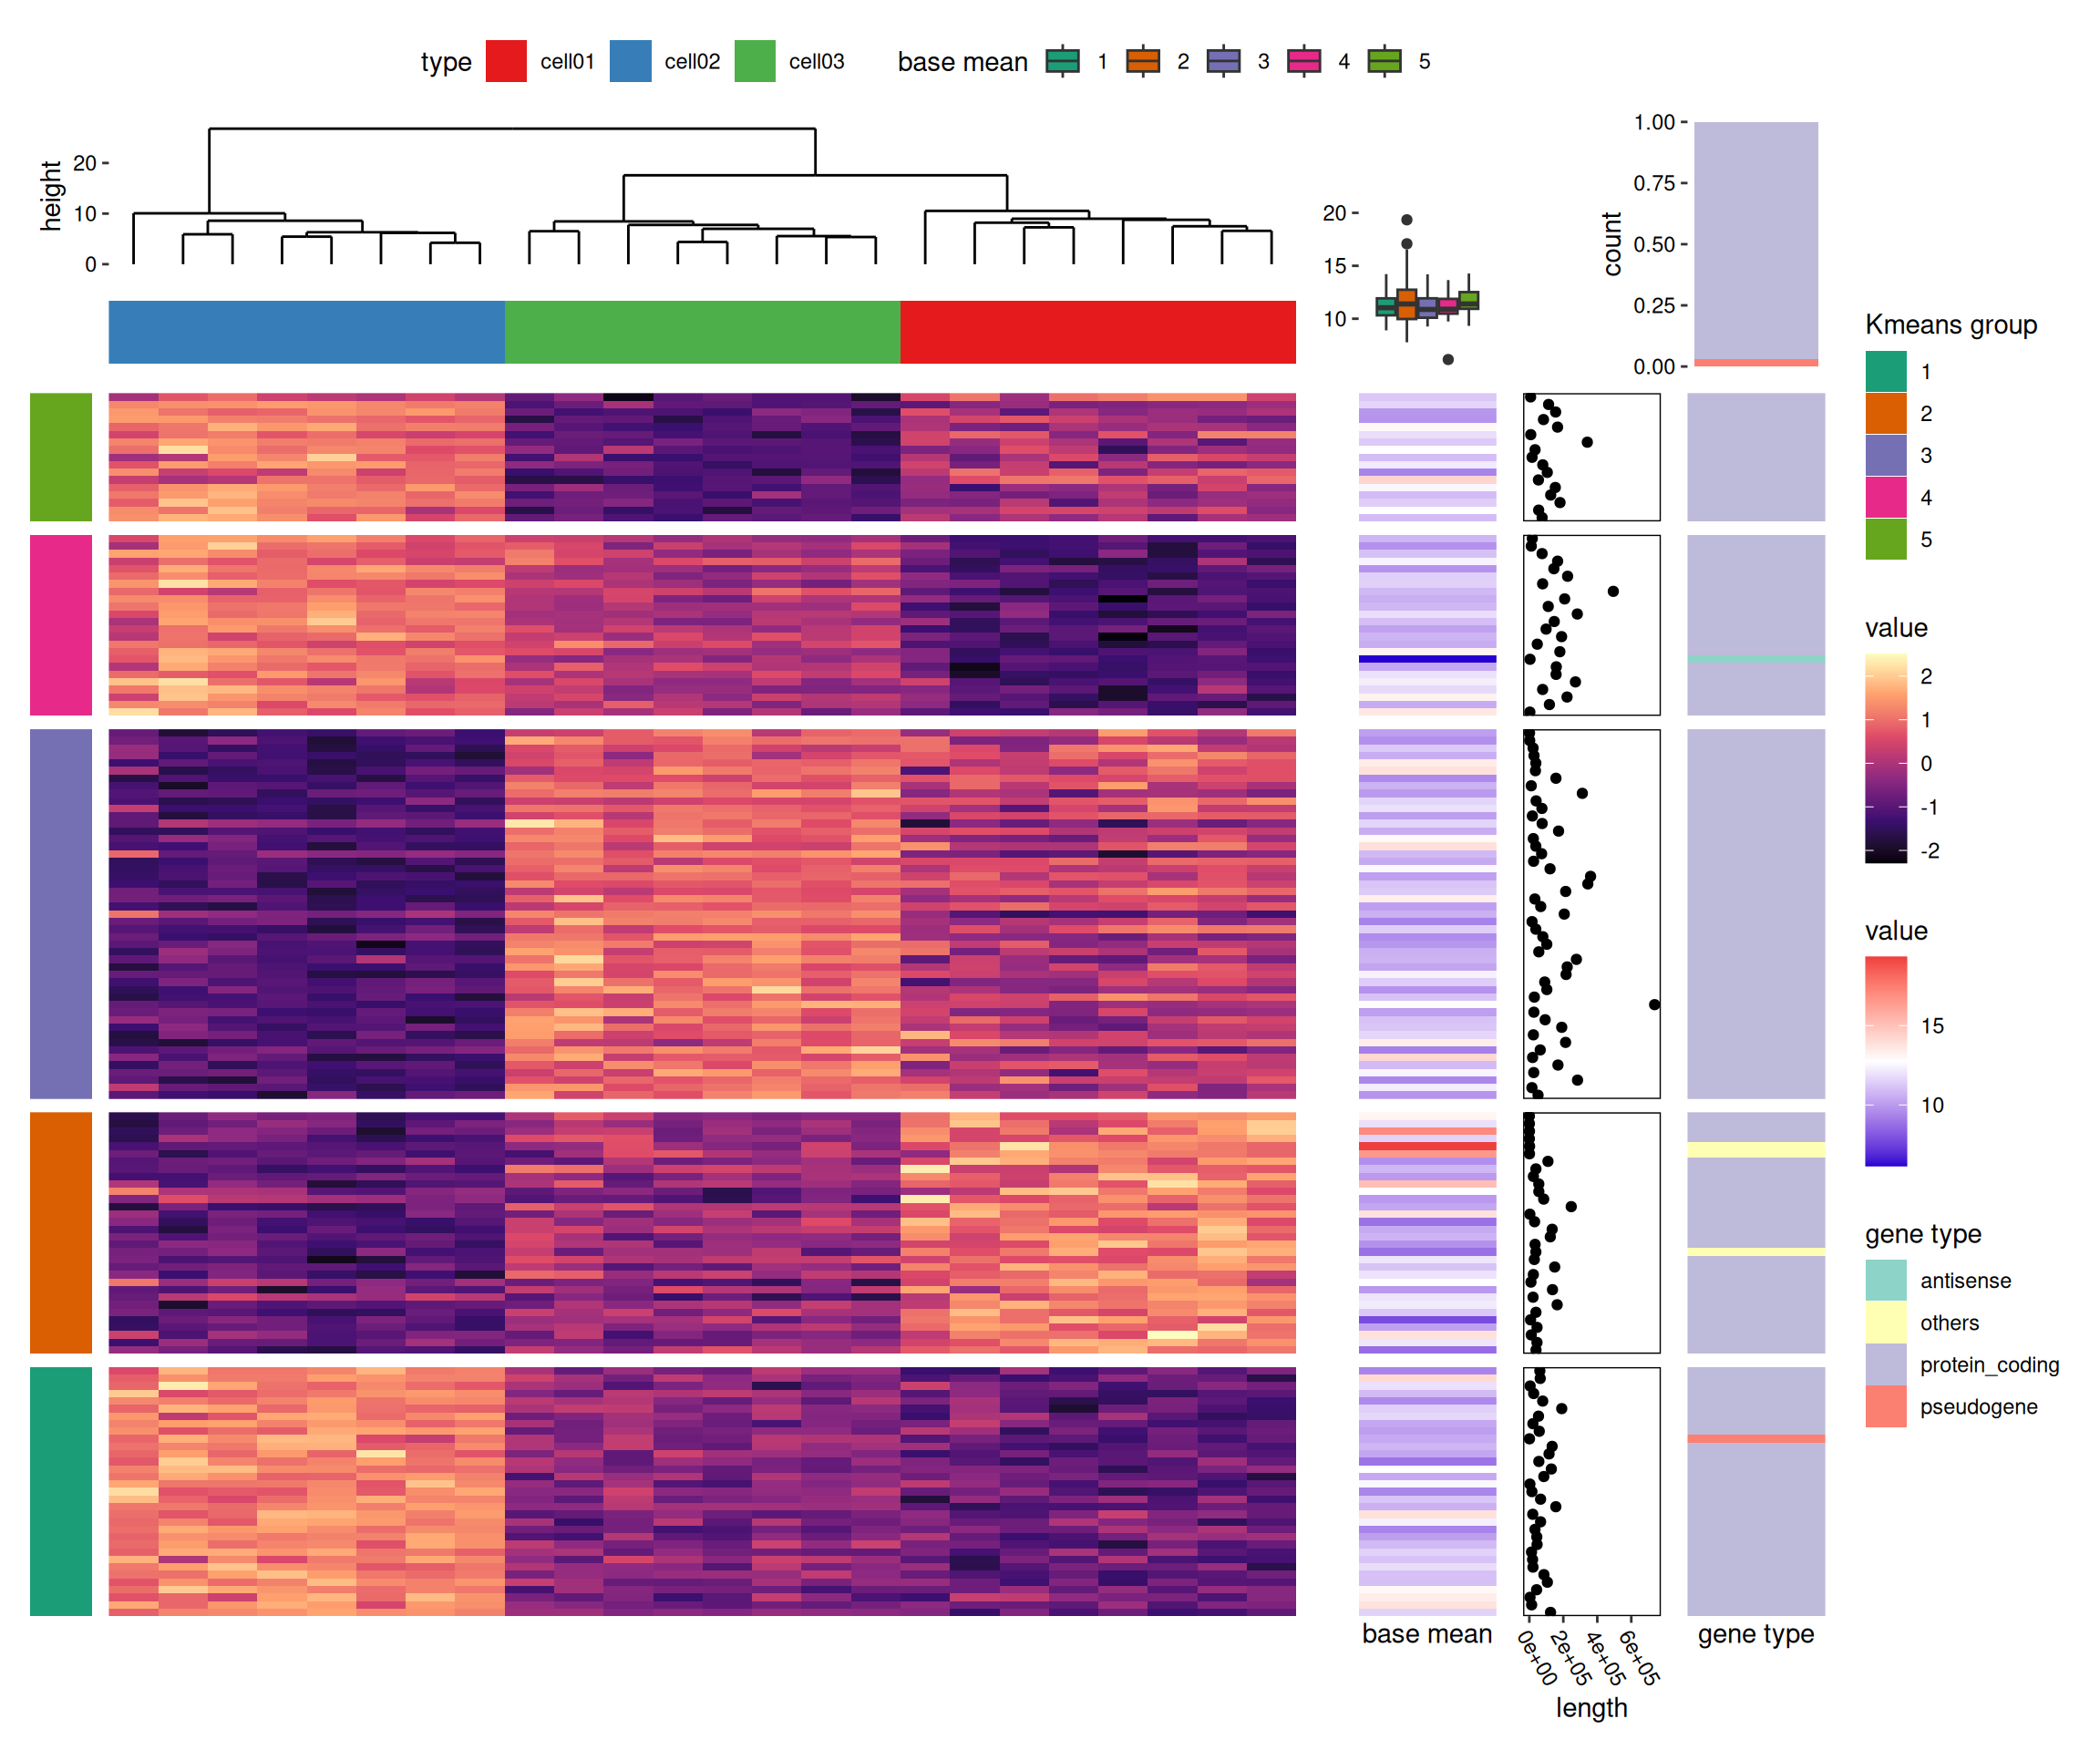 type cell01 cell02 cell03 base mean 1 2 3 4 5
height
20
10
0
20
15
10
count
1.00
0.75
0.50
0.25
0.00
Kmeans group
1
2
3
4
5
value
2
1
0
-1
-2
value
15
10
gene type
antisense
others
protein_coding
pseudogene
base mean
0e+00 2e+05 4e+05 6e+05
length
gene type